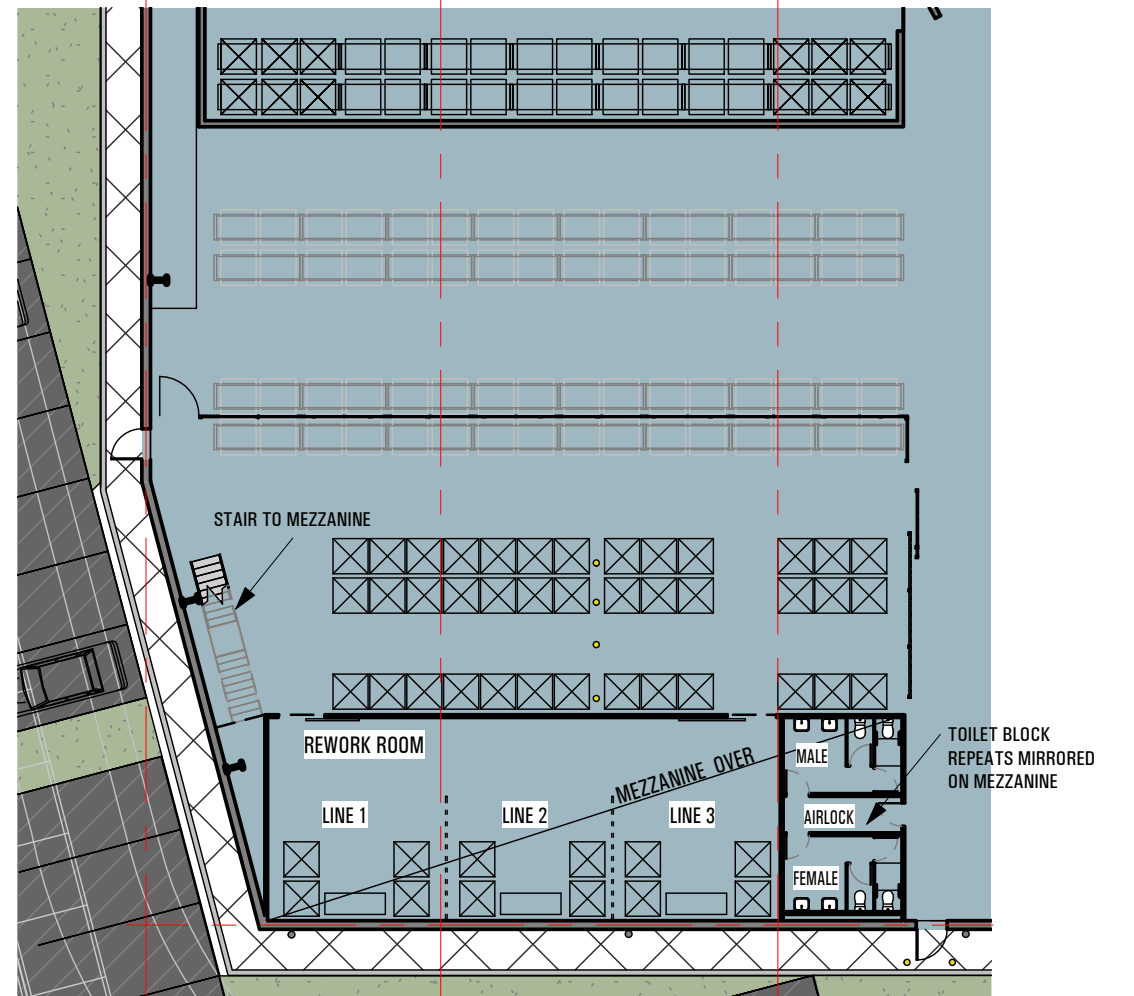 STAIR TO MEZZANINE
REWORK ROOM
MEZZANINE OVER
MALE
TOILET BLOCK
REPEATS MIRRORED
ON MEZZANINE
LINE 1
LINE 2
LINE 3
AIRLOCK
FEMALE